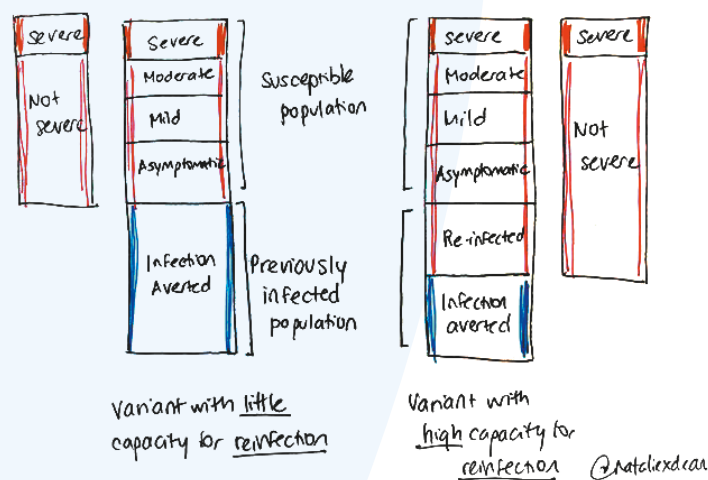 Severe
Not
severe
Severe
Moderate
Mild
Asymptomatic
Infection
Averted
Susceptible
population
Previously
infected
population
Variant with little
capacity for reinfection
severe
Moderate
Mild
Asymptomatic
Re-infected
Infection
averted
Severe
Not
severe
Variant with
high capacity for
reinfection
@nataliexdean